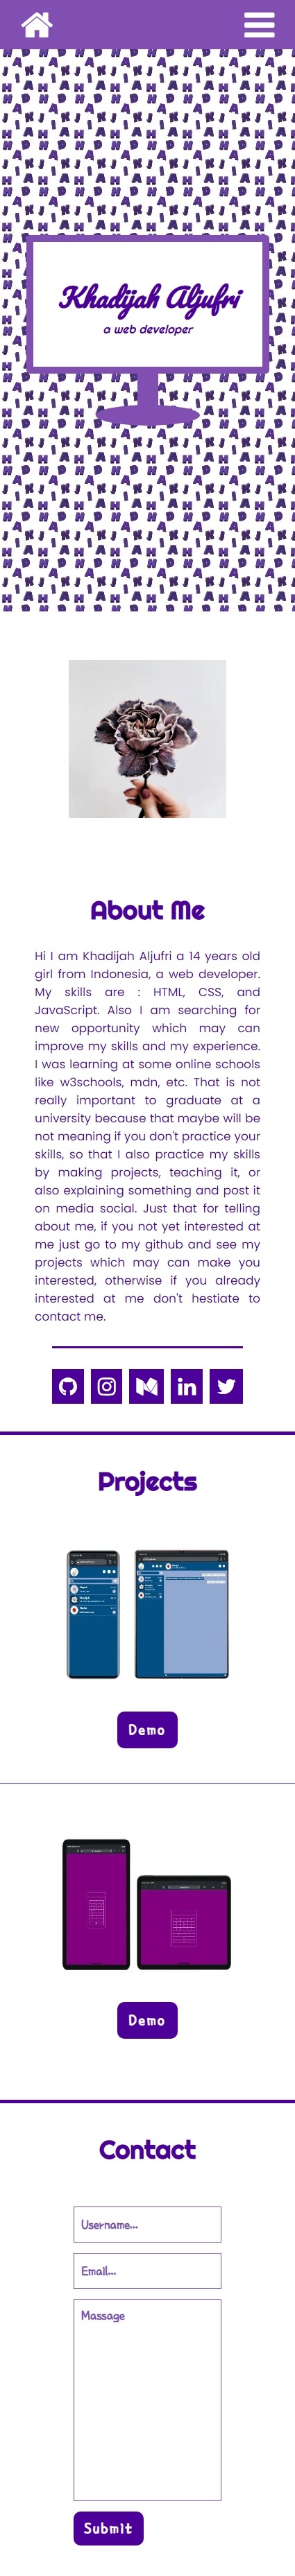 Khadijah Aljufri
a web developer
About Me
Hi I am Khadijah Aljufri a 14 years old
girl from Indonesia, a web developer.
My skills are : HTML, CSS, and
JavaScript. Also I am searching for
new opportunity which may can
improve my skills and my experience.
I was learning at some online schools
like w3schools, mdn, etc. That is not
really important to graduate at a
university because that maybe will be
not meaning if you don't practice your
skills, so that I also practice my skills
by making projects, teaching it, or
also explaining something and post it
on media social. Just that for telling
about me, if you not yet interested at
me just go to my github and see my
projects which may can make you
interested, otherwise if you already
interested at me don't hestiate to
contact me.
Projects
Demo
Demo
Contact
Username...
Email...
Massage
Submit